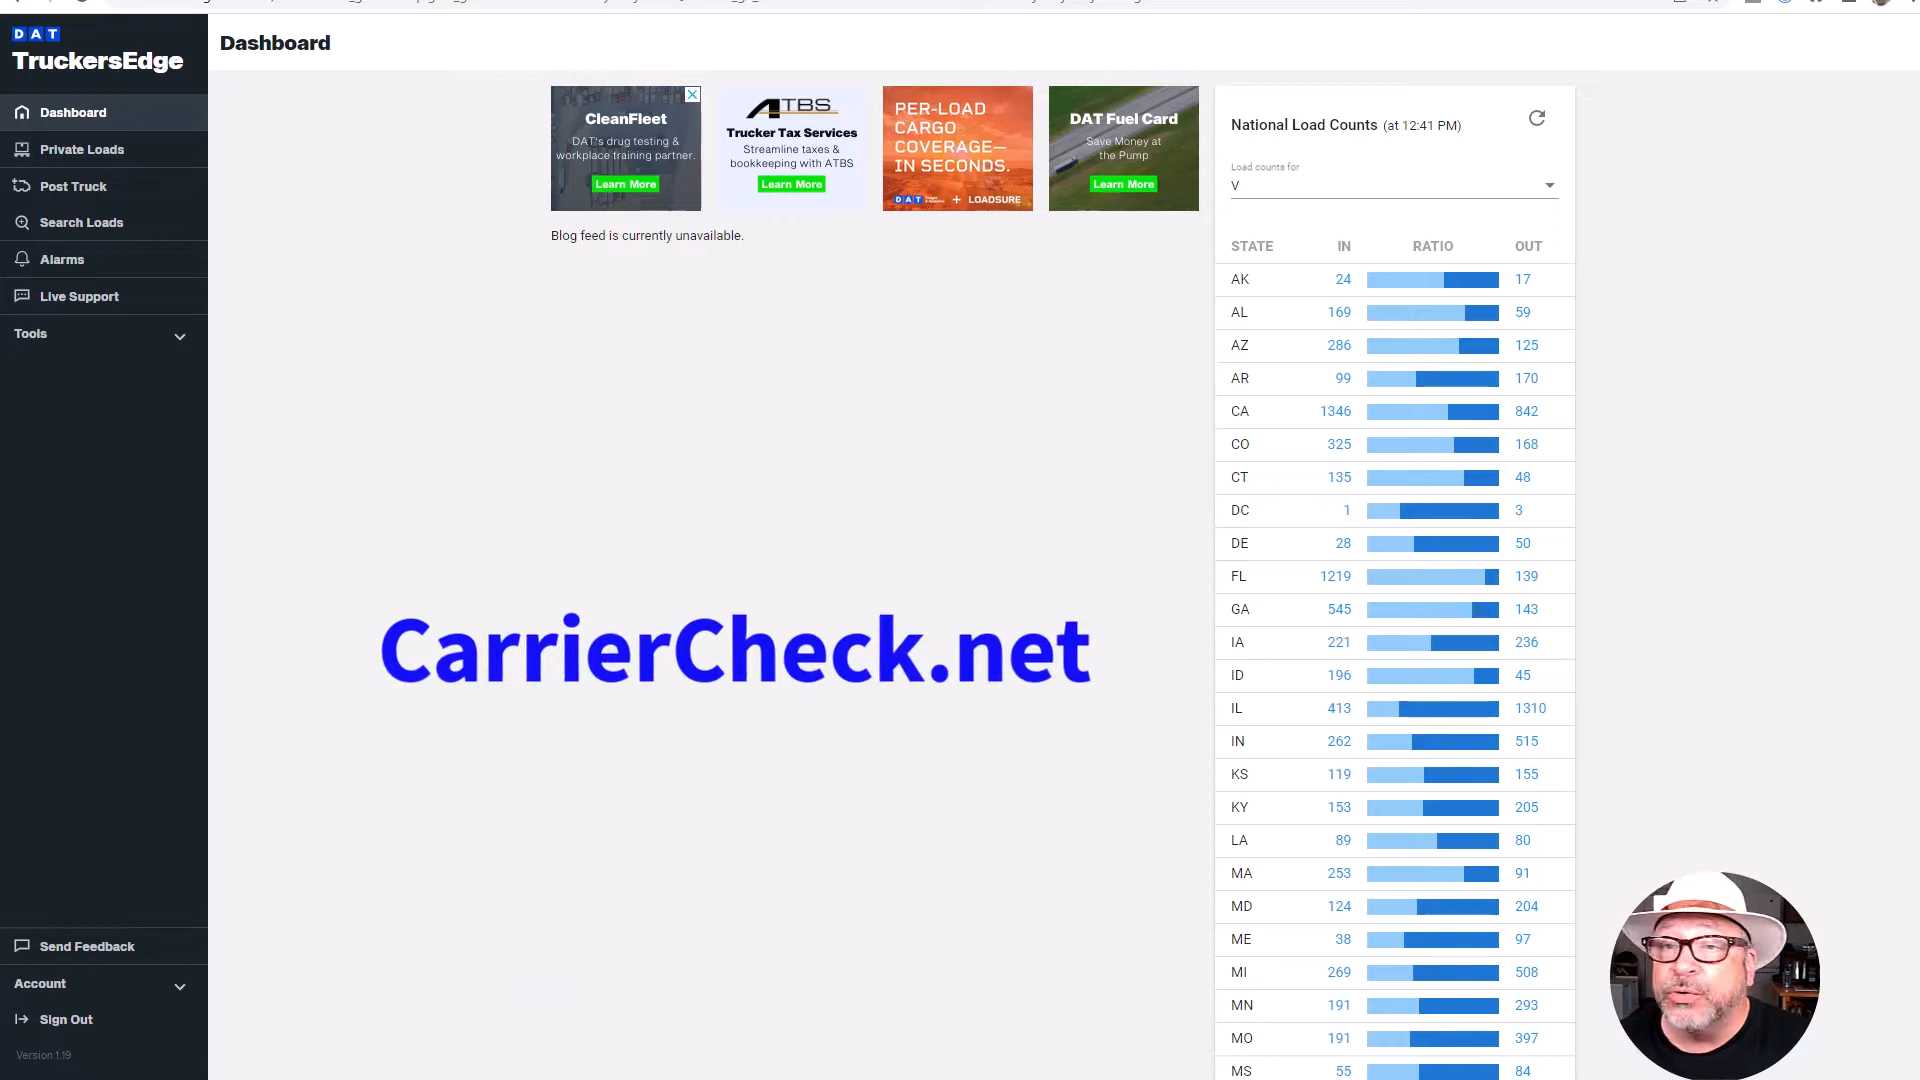 DAT
TruckersEdge
Dashboard
Private Loads
Post Truck
Search Loads
Alarms
Live Support
Tools
Send Feedback
Account
Sign Out
Version 1.19
Dashboard
CleanFleet
DAT's drug testing &
workplace training partner.
Learn More
ATBS
Trucker Tax Services
Streamline taxes &
bookkeeping with ATBS
Learn More
PER-LOAD
CARGO
COVERAGE—
IN SECONDS.
DAT + LOADSURE
DAT Fuel Card
Save Money at
the Pump
Learn More
Blog feed is currently unavailable.
CarrierCheck.net
National Load Counts (at 12:41 PM)
Load counts for
V
STATE IN RATIO OUT
AK 24 17
AL 169 59
AZ 286 125
AR 99 170
CA 1346 842
CO 325 168
CT 135 48
DC 1 3
DE 28 50
FL 1219 139
GA 545 143
IA 221 236
ID 196 45
IL 413 1310
IN 262 515
KS 119 155
KY 153 205
LA 89 80
MA 253 91
MD 124 204
ME 38 97
MI 269 508
MN 191 293
MO 191 397
MS 55 84